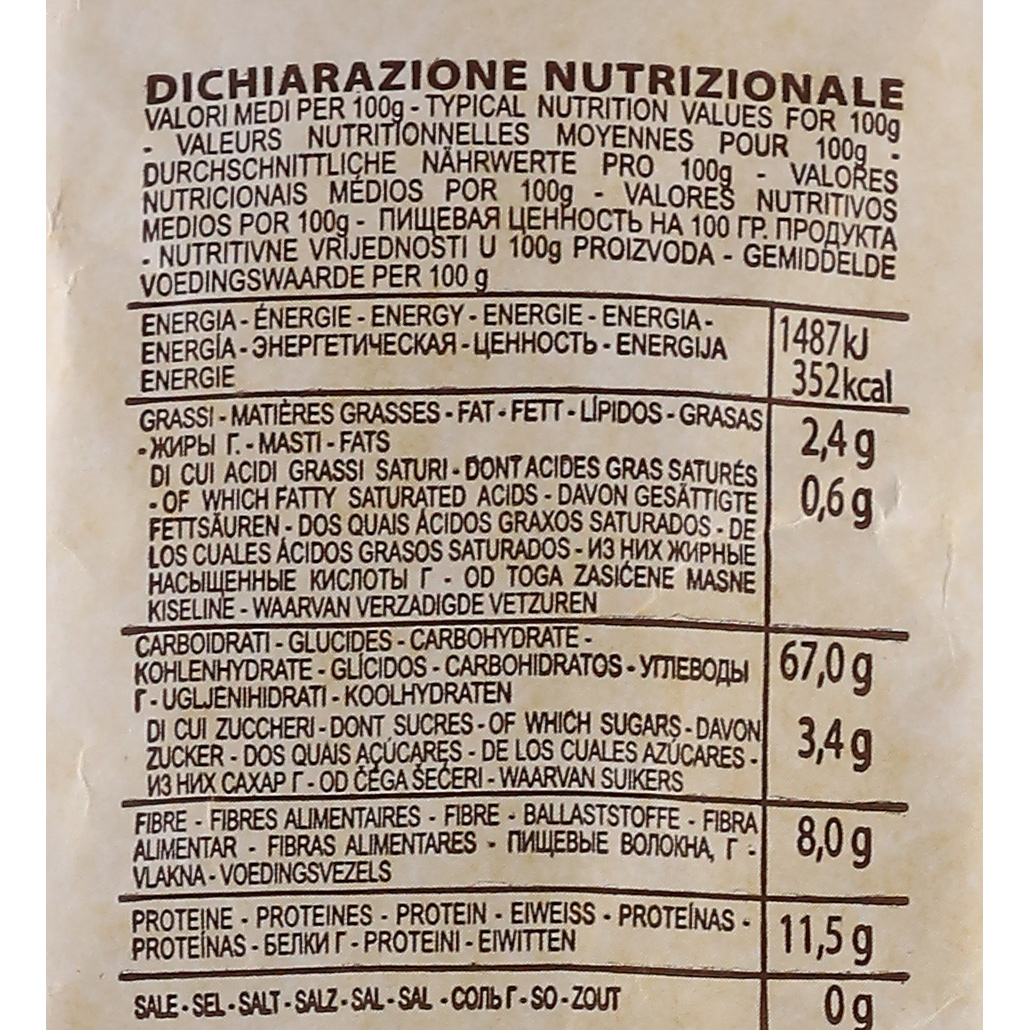 DICHIARAZIONE NUTRIZIONALE
VALORI MEDI PER 100g - TYPICAL NUTRITION VALUES FOR 100g
- VALEURS NUTRITIONNELLES MOYENNES POUR 100g -
DURCHSCHNITTLICHE NÄHRWERTE PRO 100g - VALORES
NUTRICIONAIS MÉDIOS POR 100g - VALORES NUTRITIVOS
MEDIOS POR 100g - ПИЩЕВАЯ ЦЕННОСТЬ НА 100 ГР. ПРОДУКТА
- NUTRITIVNE VRIJEDNOSTI U 100g PROIZVODA - GEMIDDELDE
VOEDINGSWAARDE PER 100 g
ENERGIA - ÉNERGIE - ENERGY - ENERGIE - ENERGIA -
ENERGÍA - ЭНЕРГЕТИЧЕСКАЯ - ЦЕННОСТЬ - ENERGIJA
ENERGIE
1487kJ
352kcal
GRASSI - MATIÈRES GRASSES - FAT - FETT - LÍPIDOS - GRASAS
- ЖИРЫ Г. - MASTI - FATS
2,4 g
DI CUI ACIDI GRASSI SATURI - DONT ACIDES GRAS SATURÉS
- OF WHICH FATTY SATURATED ACIDS - DAVON GESÄTTIGTE
FETTSÄUREN - DOS QUAIS ÁCIDOS GRAXOS SATURADOS - DE
LOS CUALES ÁCIDOS GRASOS SATURADOS - ИЗ НИХ ЖИРНЫЕ
НАСЫЩЕННЫЕ КИСЛОТЫ Г - OD TOGA ZASIĆENE MASNE
KISELINE - WAARVAN VERZADIGDE VETZUREN
0,6 g
CARBOIDRATI - GLUCIDES - CARBOHYDRATE -
KOHLENHYDRATE - GLÍCIDOS - CARBOHIDRATOS - УГЛЕВОДЫ
Г - UGLJENIHIDRATI - KOOLHYDRATEN
67,0 g
DI CUI ZUCCHERI - DONT SUCRES - OF WHICH SUGARS - DAVON
ZUCKER - DOS QUAIS AÇÚCARES - DE LOS CUALES AZÚCARES -
ИЗ НИХ САХАР Г - OD ČEGA ŠEĆERI - WAARVAN SUIKERS
3,4 g
FIBRE - FIBRES ALIMENTAIRES - FIBRE - BALLASTSTOFFE - FIBRA
ALIMENTAR - FIBRAS ALIMENTARES - ПИЩЕВЫЕ ВОЛОКНА, Г -
VLAKNA - VOEDINGSVEZELS
8,0 g
PROTEINE - PROTEINES - PROTEIN - EIWEISS - PROTEÍNAS -
PROTEÍNAS - БЕЛКИ Г - PROTEINI - EIWITTEN
11,5 g
SALE - SEL - SALT - SALZ - SAL - SAL - СОЛЬ Г - SO - ZOUT
0 g